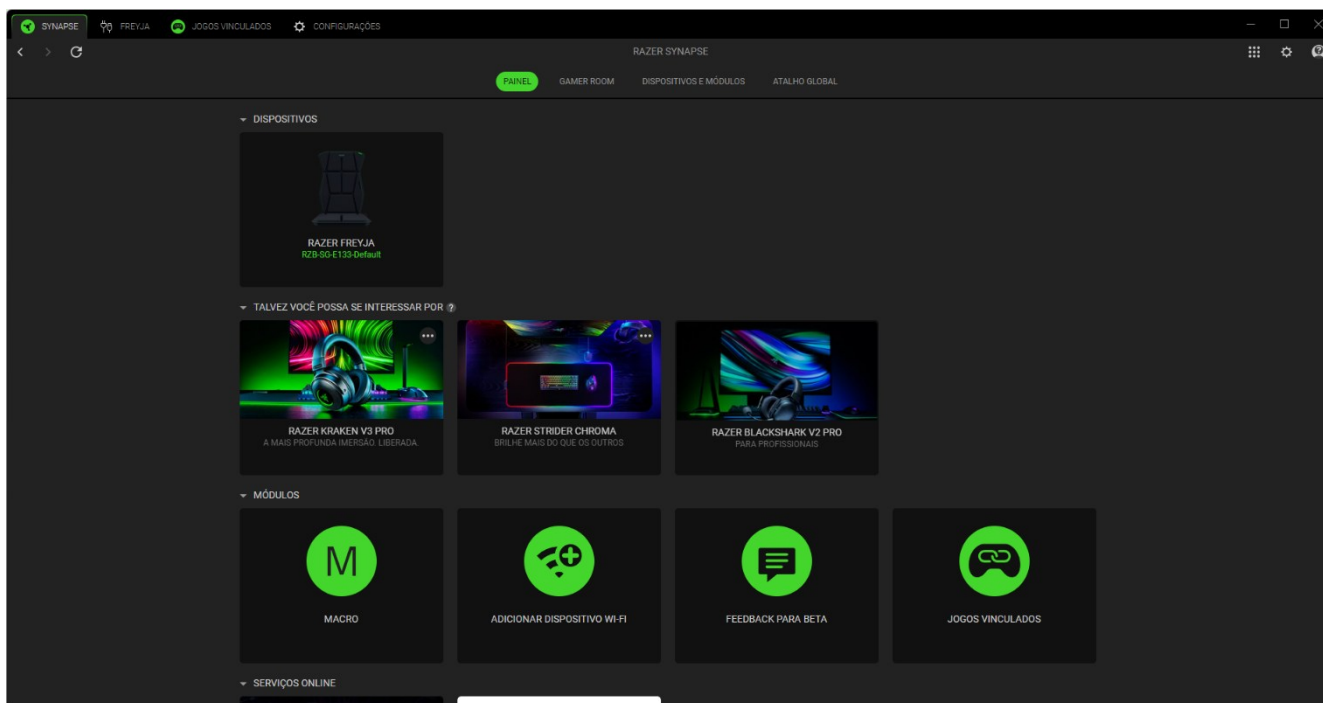 SYNAPSE
FREYJA
JOGOS VINCULADOS
CONFIGURAÇÕES
RAZER SYNAPSE
PAINEL
GAMER ROOM
DISPOSITIVOS E MÓDULOS
ATALHO GLOBAL
DISPOSITIVOS
RAZER FREYJA
RZB-SG-E133-Default
TALVEZ VOCÊ POSSA SE INTERESSAR POR ?
RAZER KRAKEN V3 PRO
A MAIS PROFUNDA IMERSÃO. LIBERADA.
RAZER STRIDER CHROMA
BRILHE MAIS DO QUE OS OUTROS
RAZER BLACKSHARK V2 PRO
PARA PROFISSIONAIS
MÓDULOS
M
MACRO
ADICIONAR DISPOSITIVO WI-FI
FEEDBACK PARA BETA
JOGOS VINCULADOS
SERVIÇOS ONLINE